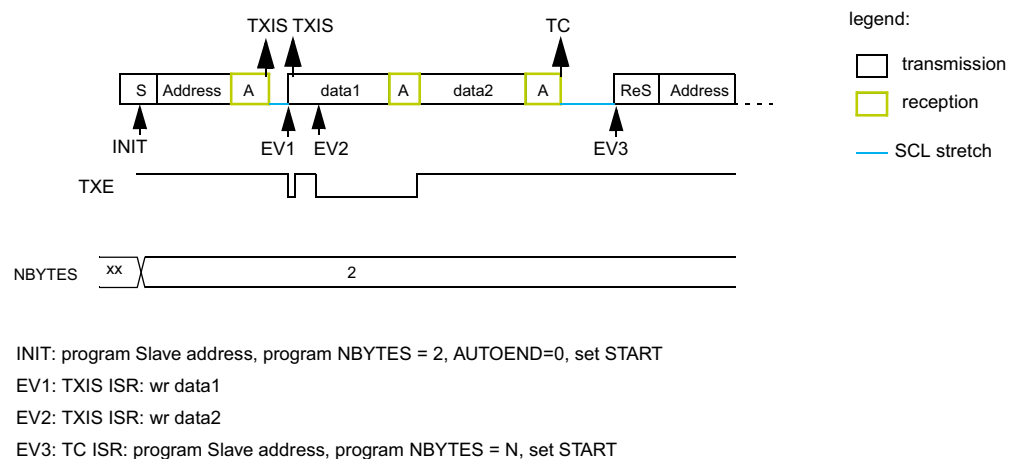 TXIS TXIS
TC
legend:
S Address A data1 A data2 A ReS Address
transmission
reception
SCL stretch
INIT
EV1
EV2
EV3
TXE
NBYTES
xx
2
INIT: program Slave address, program NBYTES = 2, AUTOEND=0, set START
EV1: TXIS ISR: wr data1
EV2: TXIS ISR: wr data2
EV3: TC ISR: program Slave address, program NBYTES = N, set START